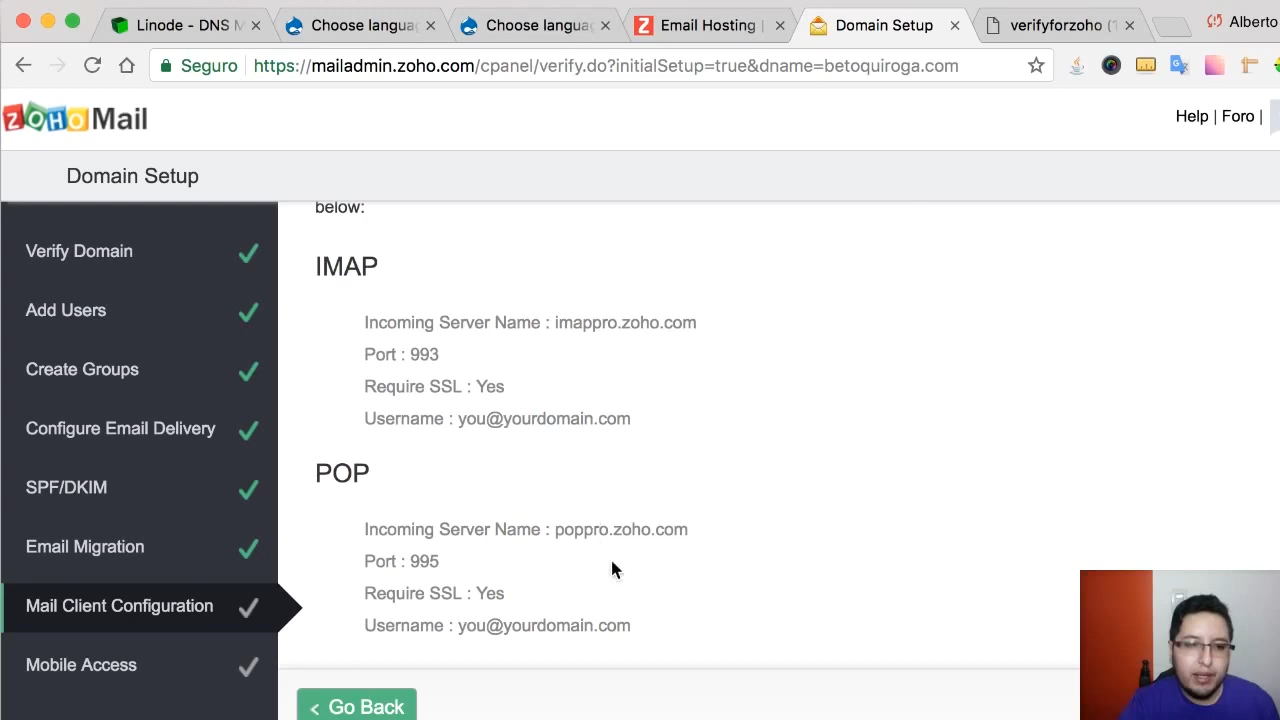 Linode - DNS M
Choose langua
Choose langua
Email Hosting |
Domain Setup
verifyforzoho (1
Alberto
Seguro
https://mailadmin.zoho.com/cpanel/verify.do?initialSetup=true&dname=betoquiroga.com
ZOHO Mail
Help | Foro |
Domain Setup
Verify Domain
Add Users
Create Groups
Configure Email Delivery
SPF/DKIM
Email Migration
Mail Client Configuration
Mobile Access
below:
IMAP
Incoming Server Name : imappro.zoho.com
Port : 993
Require SSL : Yes
Username : you@yourdomain.com
POP
Incoming Server Name : poppro.zoho.com
Port : 995
Require SSL : Yes
Username : you@yourdomain.com
< Go Back